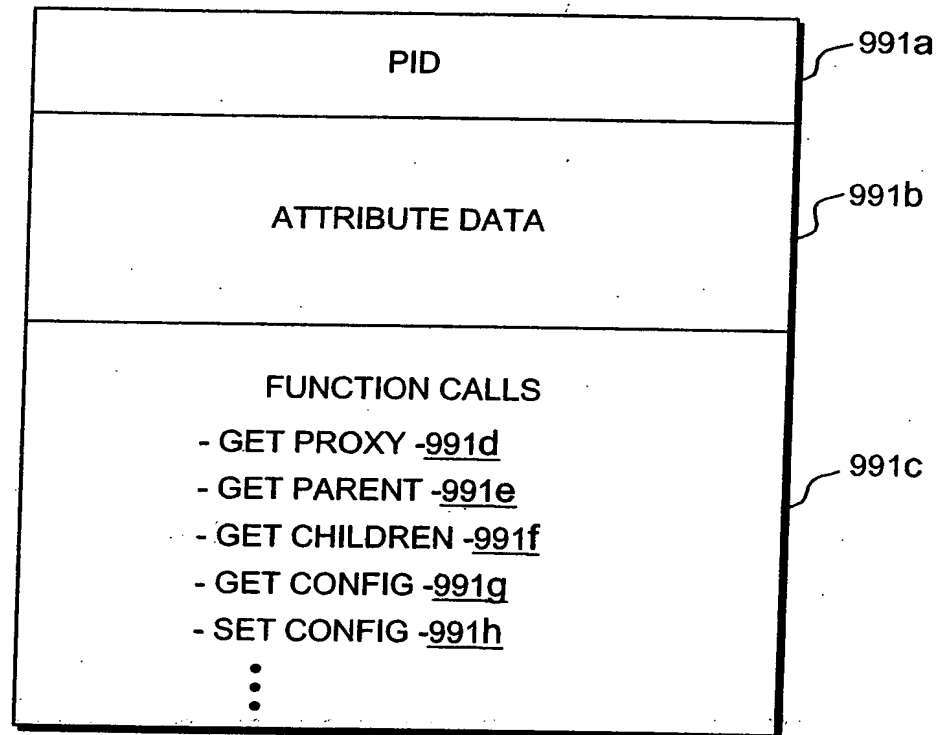 PID
991a
ATTRIBUTE DATA
991b
FUNCTION CALLS
- GET PROXY -991d
- GET PARENT -991e
- GET CHILDREN -991f
- GET CONFIG -991g
- SET CONFIG -991h
991c